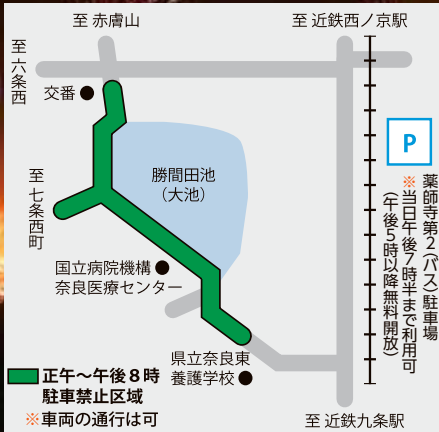 至 赤膚山
至 近鉄西ノ京駅
至 六条西
交番
P
薬師寺第2(バス)駐車場
※当日午後7時半まで利用可
(午後5時以降無料開放)
勝間田池
(大池)
至 七条西町
国立病院機構
奈良医療センター
県立奈良東
養護学校
正午〜午後8時
駐車禁止区域
※車両の通行は可
至 近鉄九条駅